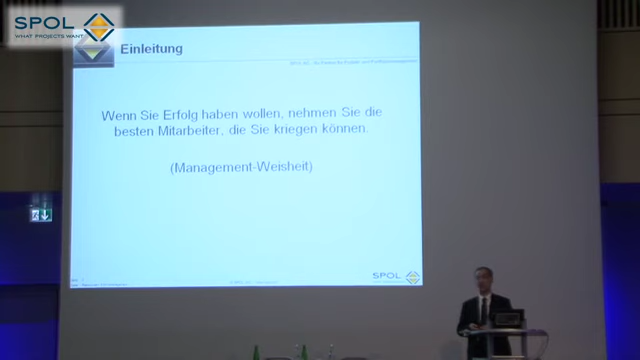 SPOL
WHAT PROJECTS WANT
Einleitung
Wenn Sie Erfolg haben wollen, nehmen Sie die
besten Mitarbeiter, die Sie kriegen können.
(Management-Weisheit)
SPOL